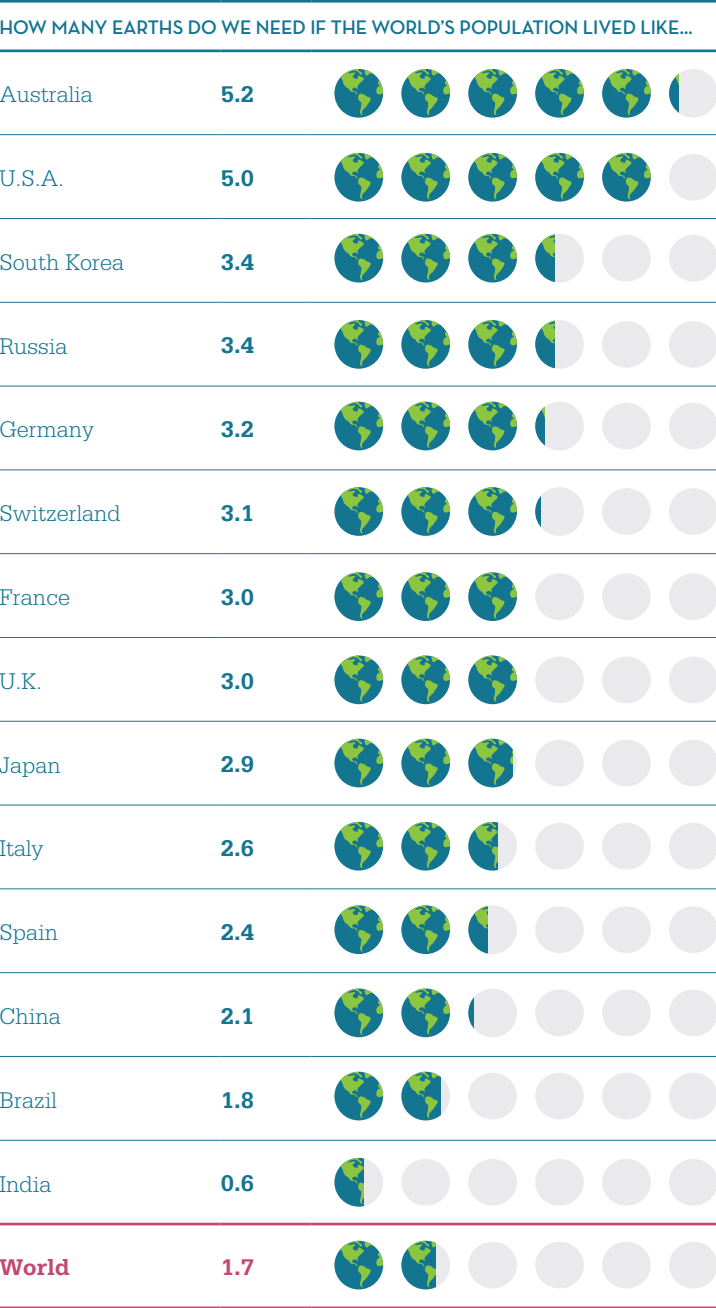 HOW MANY EARTHS DO WE NEED IF THE WORLD'S POPULATION LIVED LIKE...
Australia 5.2
U.S.A. 5.0
South Korea 3.4
Russia 3.4
Germany 3.2
Switzerland 3.1
France 3.0
U.K. 3.0
Japan 2.9
Italy 2.6
Spain 2.4
China 2.1
Brazil 1.8
India 0.6
World 1.7